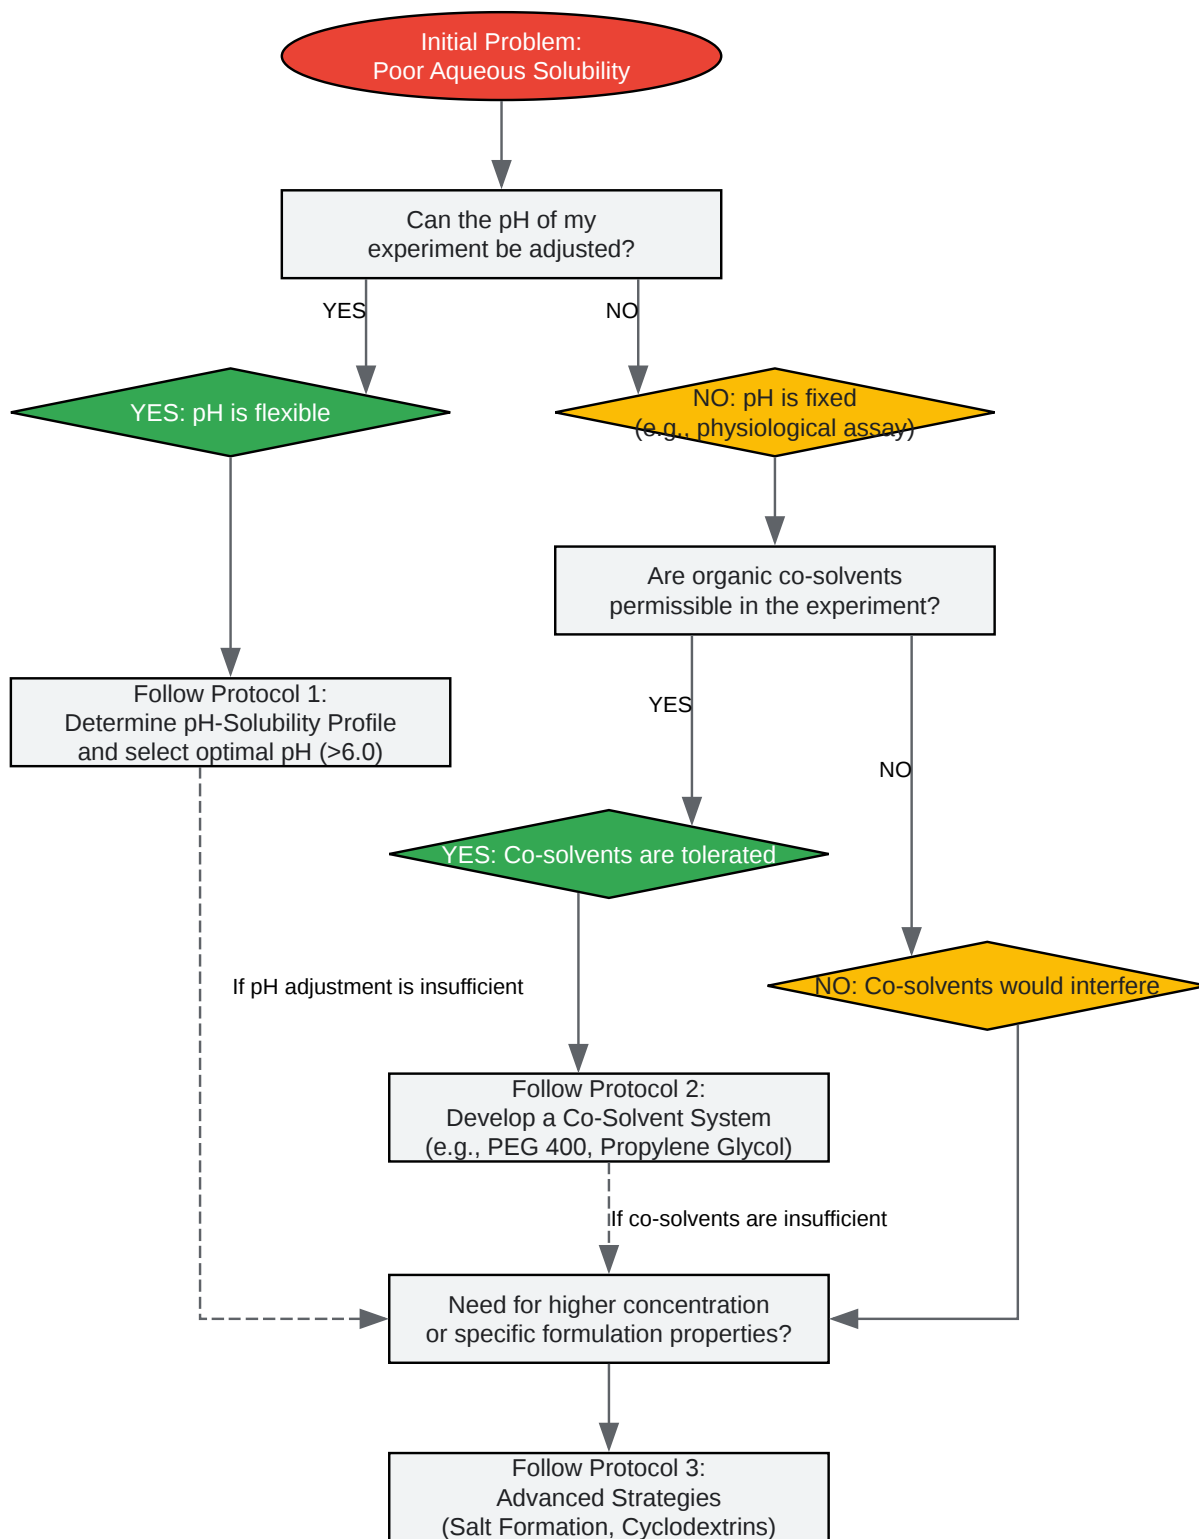 Initial Problem:
Poor Aqueous Solubility
Can the pH of my
experiment be adjusted?
YES
NO
YES: pH is flexible
NO: pH is fixed
(e.g., physiological assay)
Are organic co-solvents
permissible in the experiment?
Follow Protocol 1:
Determine pH-Solubility Profile
and select optimal pH (>6.0)
YES
NO
YES: Co-solvents are tolerated
If pH adjustment is insufficient
NO: Co-solvents would interfere
Follow Protocol 2:
Develop a Co-Solvent System
(e.g., PEG 400, Propylene Glycol)
If co-solvents are insufficient
Need for higher concentration
or specific formulation properties?
Follow Protocol 3:
Advanced Strategies
(Salt Formation, Cyclodextrins)